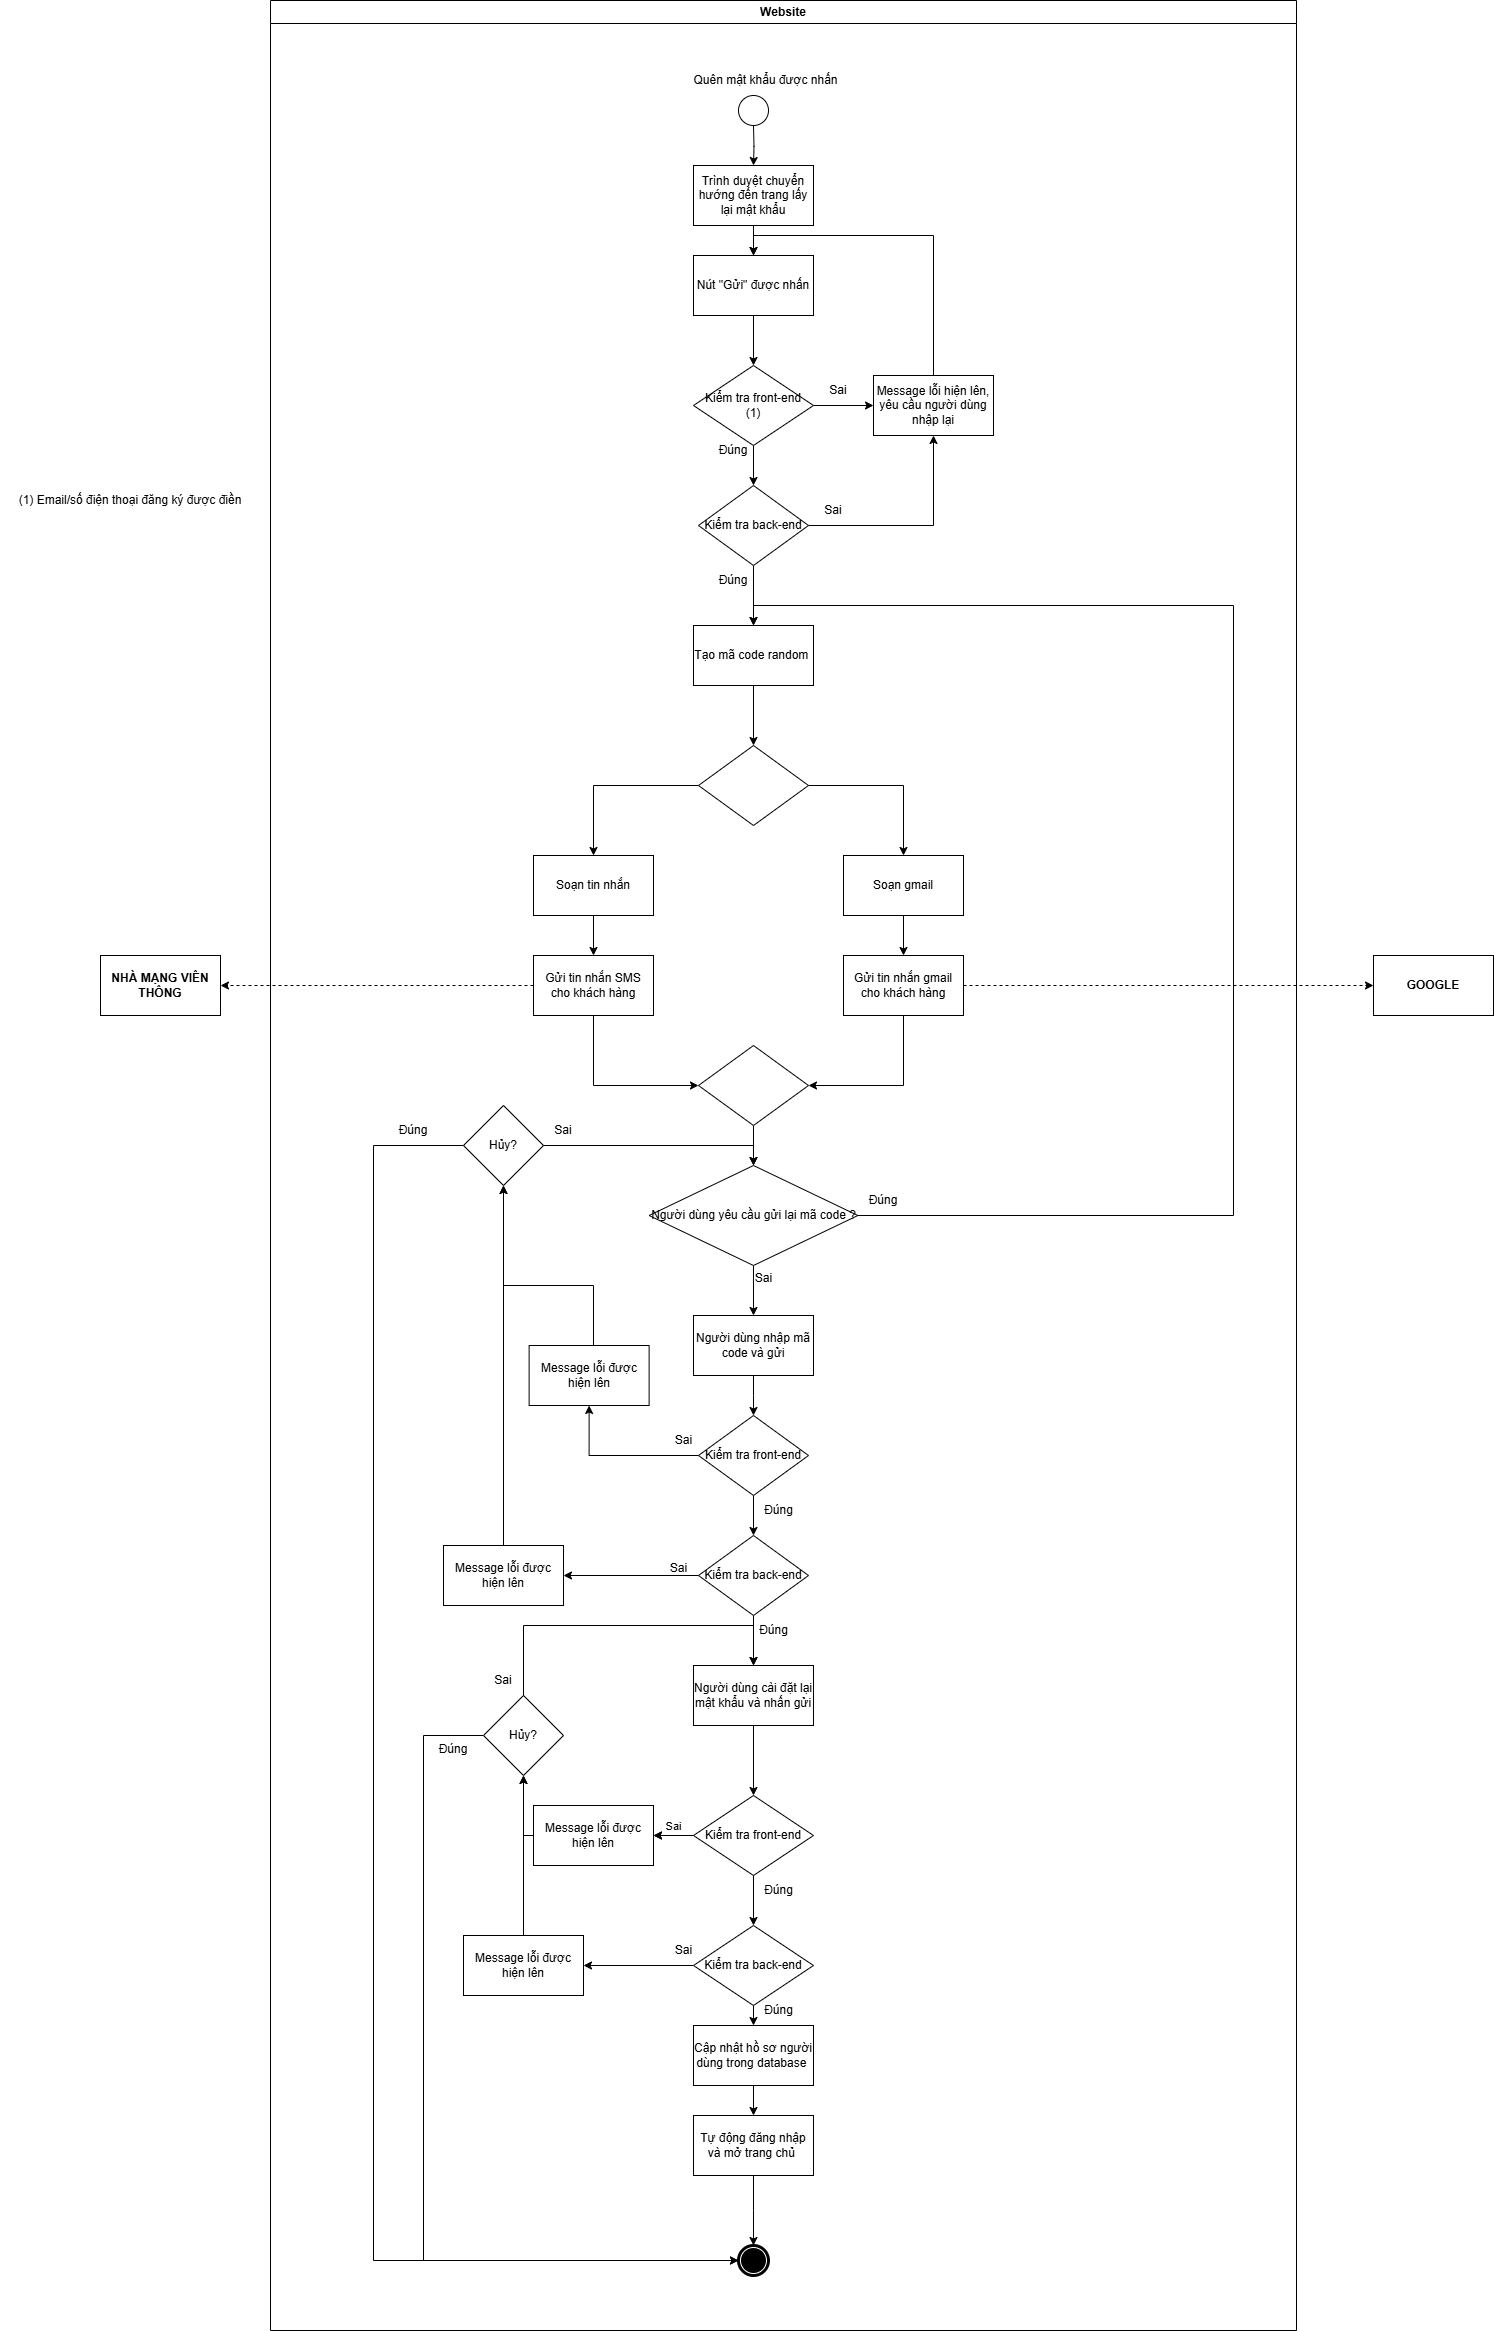 Website
Quên mật khẩu được nhấn
Trình duyệt chuyển
hướng đến trang lấy
lại mật khẩu
Nút "Gửi" được nhấn
Kiểm tra front-end
(1)
Sai
Message lỗi hiện lên,
yêu cầu người dùng
nhập lại
Đúng
(1) Email/số điện thoại đăng ký được điền
Kiểm tra back-end
Sai
Đúng
Tạo mã code random
Soạn tin nhắn
Soạn gmail
NHÀ MẠNG VIỄN
THÔNG
Gửi tin nhắn SMS
cho khách hàng
Gửi tin nhắn gmail
cho khách hàng
GOOGLE
Đúng
Hủy?
Sai
Người dùng yêu cầu gửi lại mã code ?
Đúng
Sai
Người dùng nhập mã
code và gửi
Message lỗi được
hiện lên
Sai
Kiểm tra front-end
Đúng
Message lỗi được
hiện lên
Sai
Kiểm tra back-end
Đúng
Sai
Người dùng cài đặt lại
mật khẩu và nhấn gửi
Hủy?
Đúng
Message lỗi được
hiện lên
Sai
Kiểm tra front-end
Đúng
Message lỗi được
hiện lên
Sai
Kiểm tra back-end
Đúng
Cập nhật hồ sơ người
dùng trong database
Tự động đăng nhập
và mở trang chủ